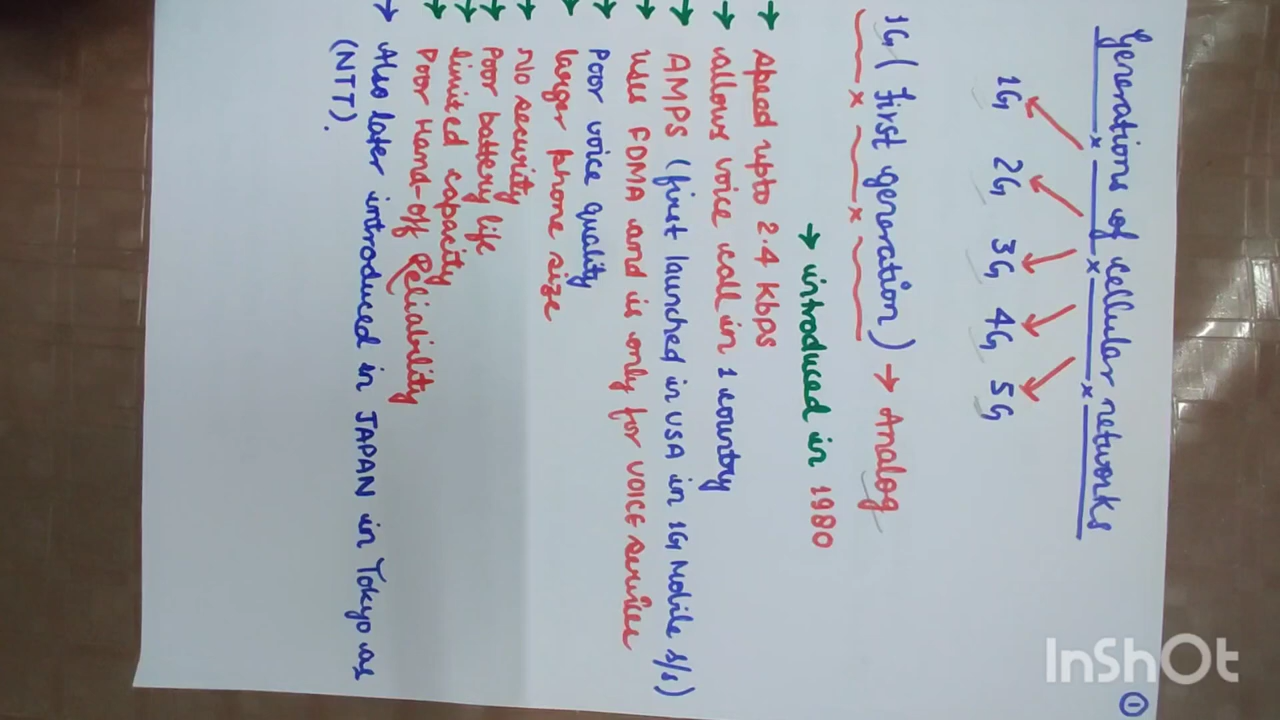 Generations of cellular networks
1G 2G 3G 4G 5G
1G (first generation) → Analog
→ introduced in 1980
→ speed upto 2.4 Kbps
→ allows voice call in 1 country
→ AMPS (first launched in USA in 1G Mobile s/s)
→ uses FDMA and is only for VOICE services
→ Poor voice quality
→ larger phone size
→ No security
→ Poor battery life
→ limited capacity
→ Poor Hand-off Reliability
→ Also later introduced in JAPAN in Tokyo as
(NTT).
1
InShOt